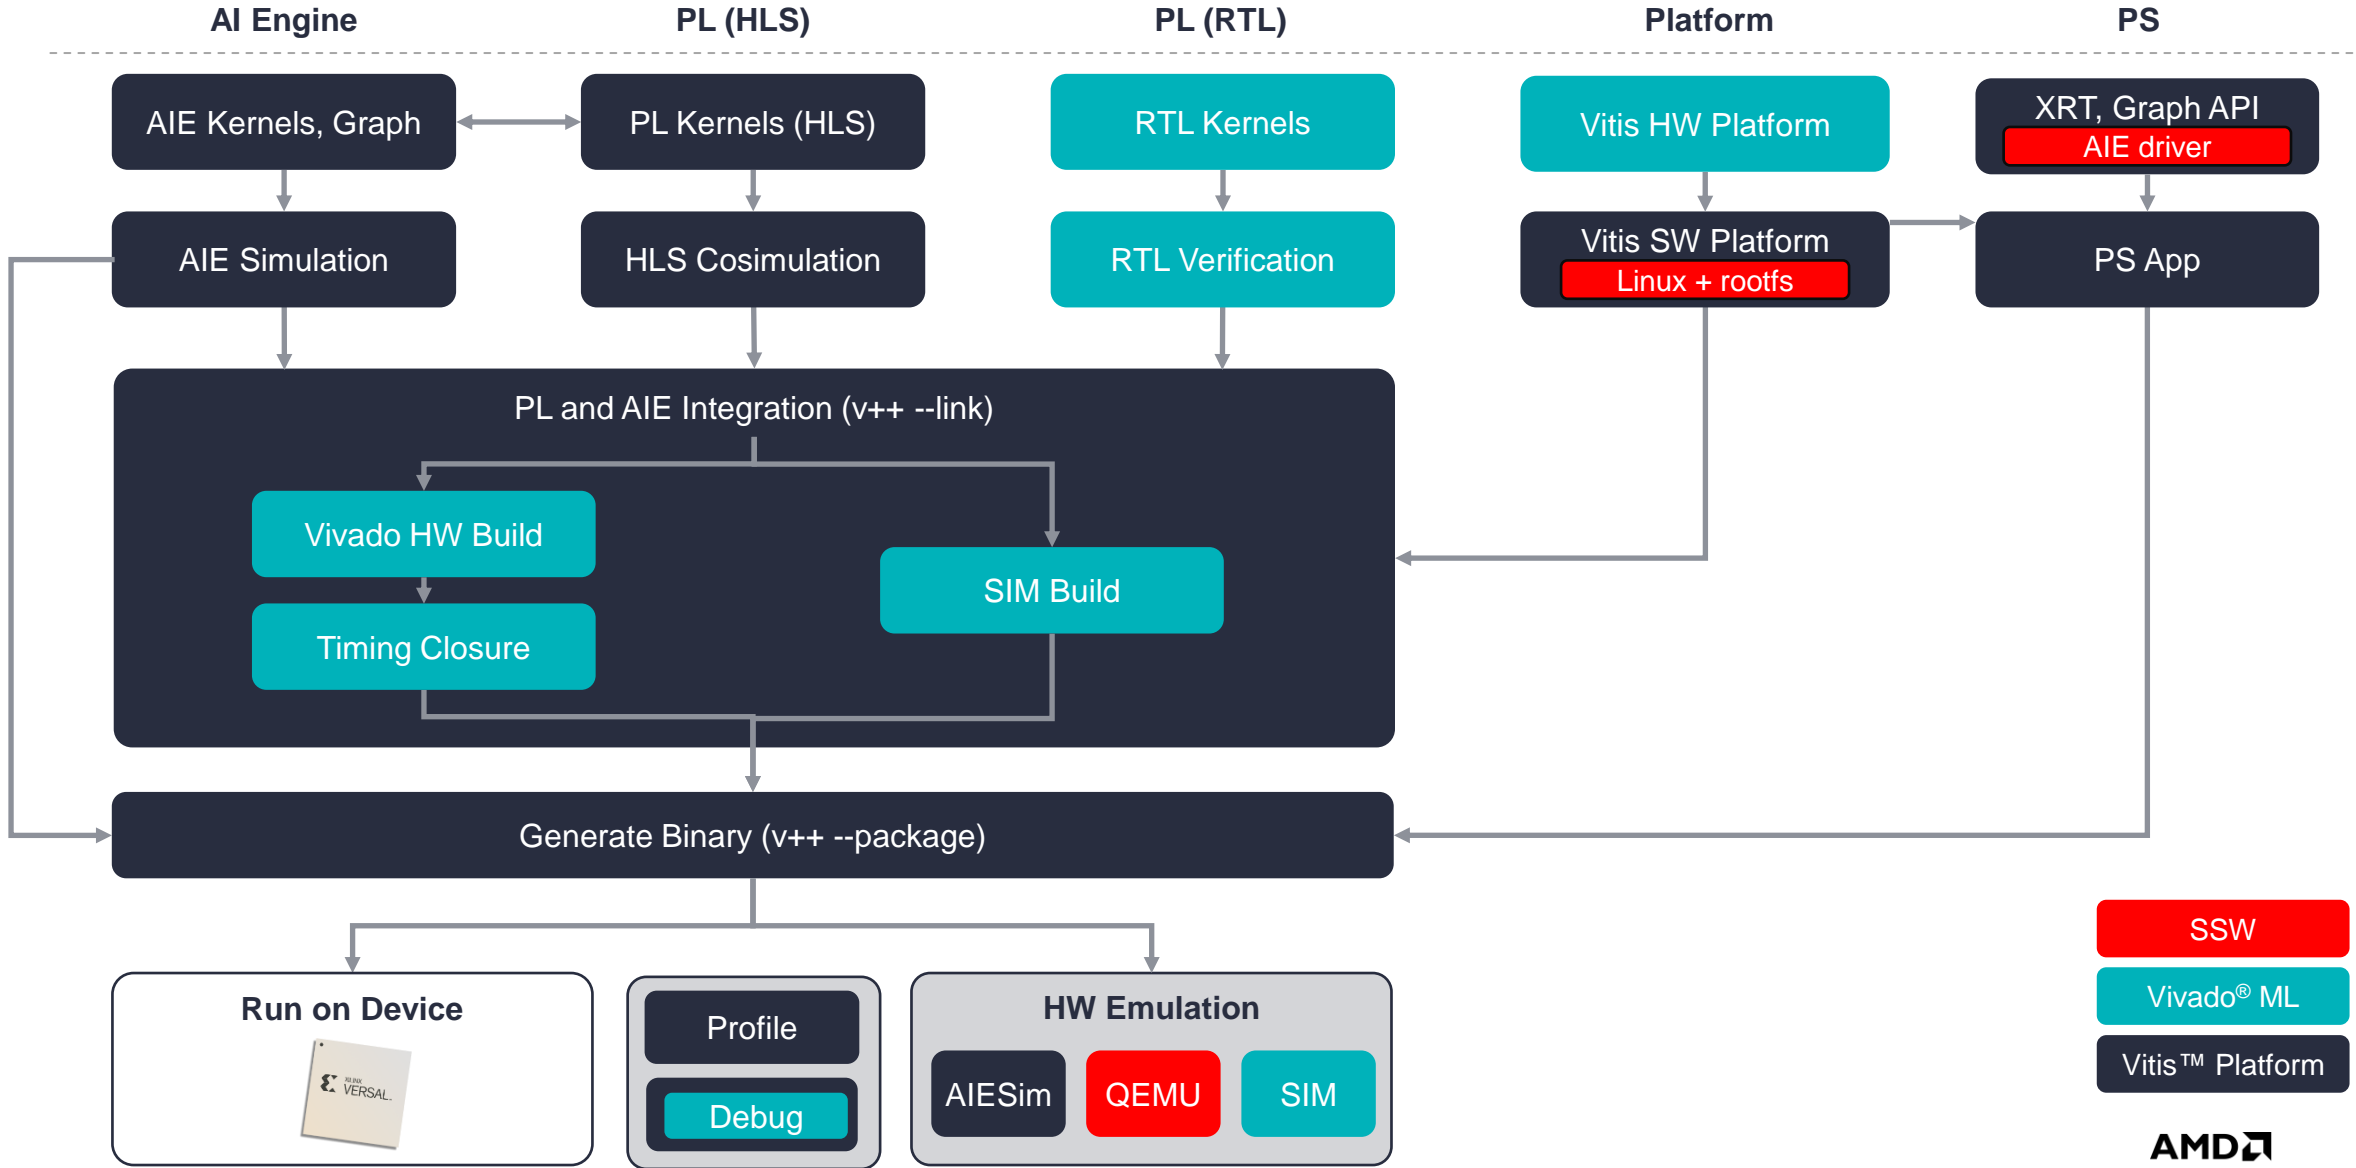 AI Engine
PL (HLS)
PL (RTL)
Platform
PS
AIE Kernels, Graph
PL Kernels (HLS)
RTL Kernels
Vitis HW Platform
XRT, Graph API
AIE driver
AIE Simulation
HLS Cosimulation
RTL Verification
Vitis SW Platform
Linux + rootfs
PS App
PL and AIE Integration (v++ --link)
Vivado HW Build
SIM Build
Timing Closure
Generate Binary (v++ --package)
Run on Device
XILINX
VERSAL™
Profile
Debug
HW Emulation
AIESim
QEMU
SIM
SSW
Vivado® ML
Vitis™ Platform
AMD